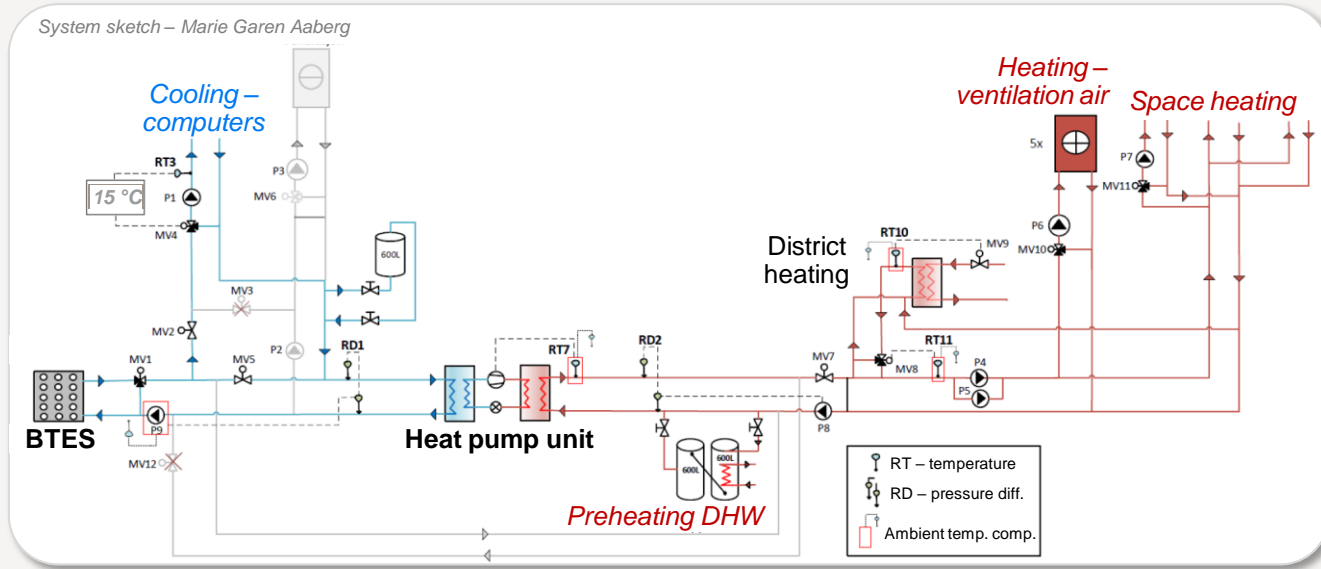 System sketch – Marie Garen Aaberg
Cooling –
computers
Heating –
ventilation air
Space heating
RT3
15 °C
P1
MV4
P3
MV6
600L
5x
P7
MV11
P6
MV10
District
heating
RT10
MV9
MV3
MV2
P2
RD1
MV1
MV5
RT7
RD2
MV7
MV8
RT11
P4
P5
BTES
P9
MV12
Heat pump unit
P8
600L
600L
Preheating DHW
RT – temperature
RD – pressure diff.
Ambient temp. comp.